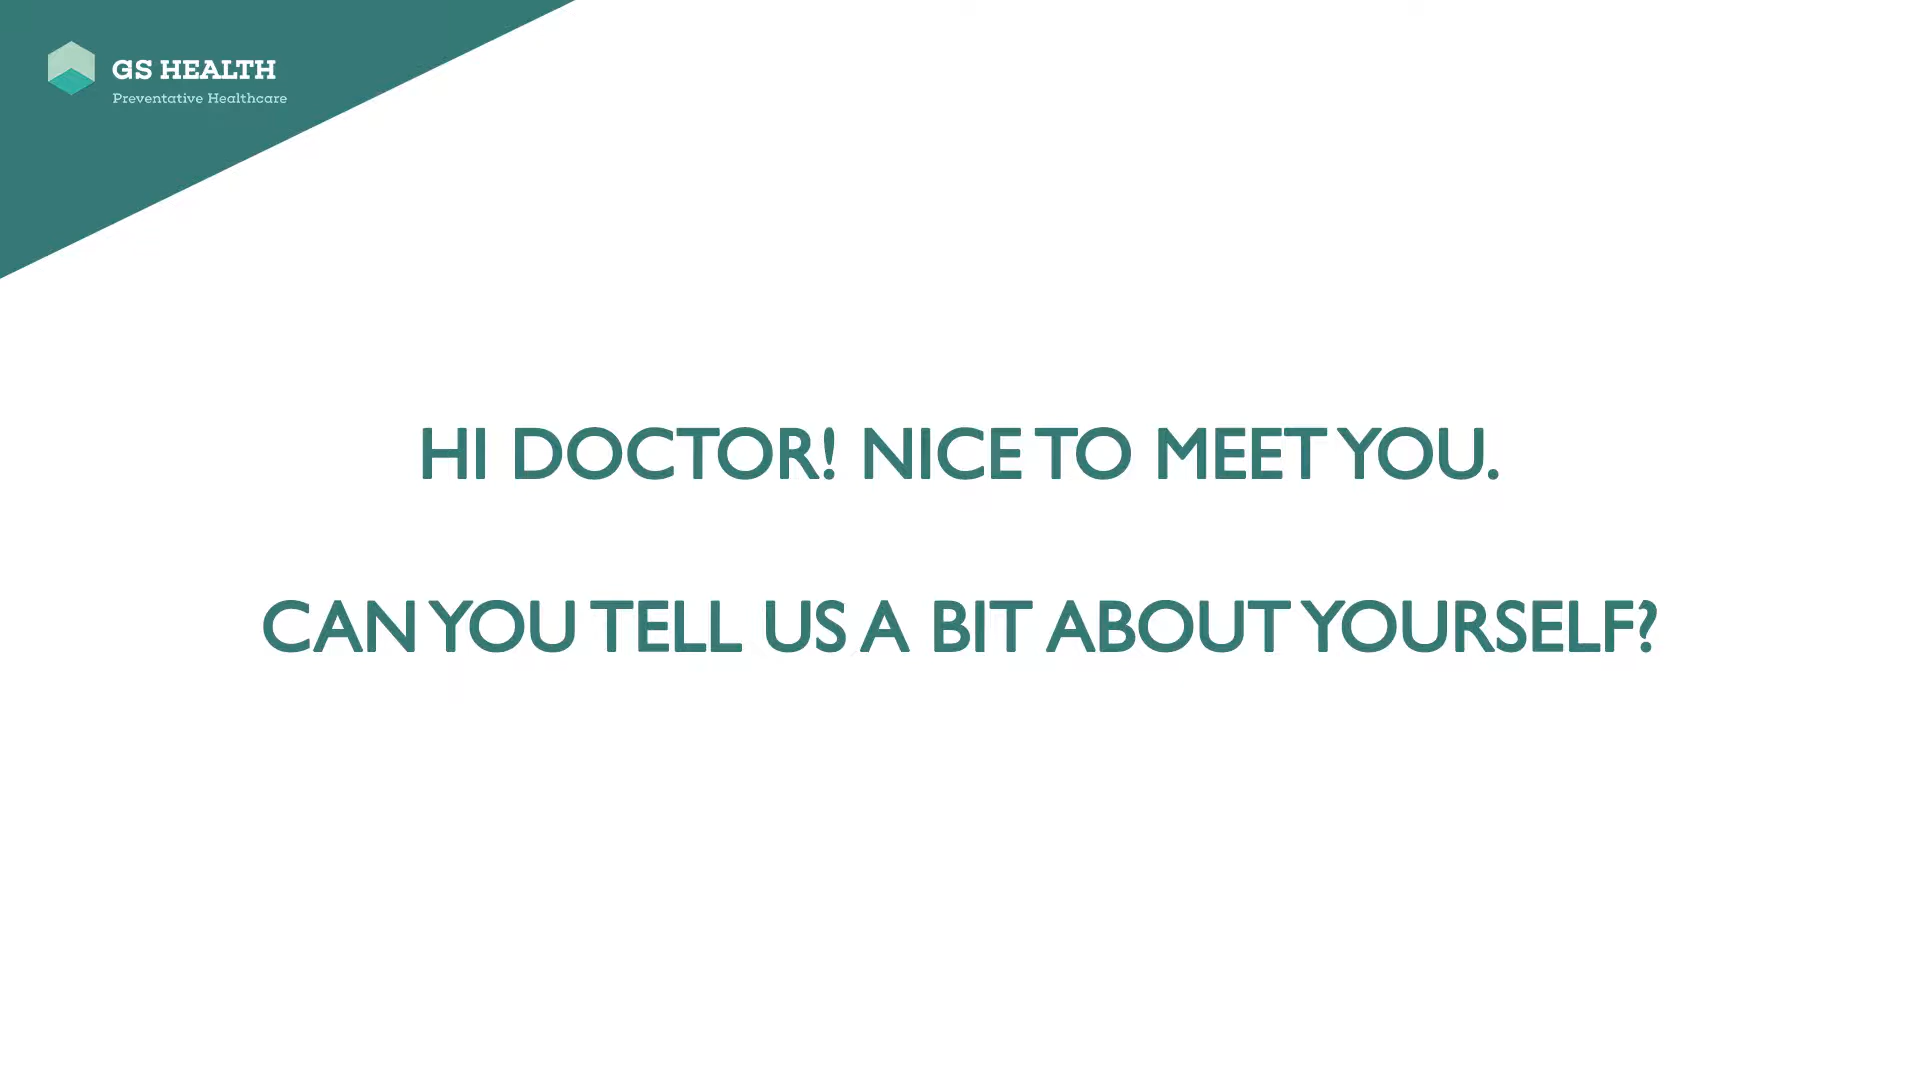 GS HEALTH
Preventative Healthcare
HI DOCTOR! NICE TO MEET YOU.
CAN YOU TELL US A BIT ABOUT YOURSELF?